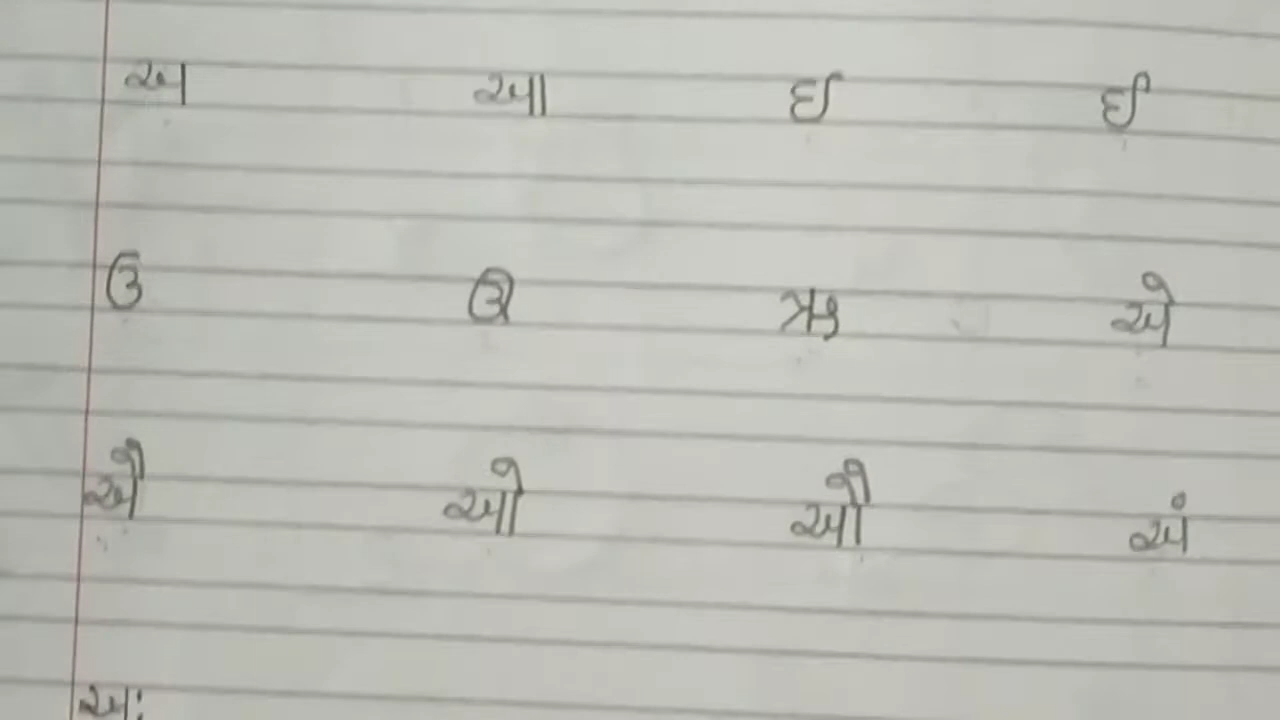 અ આ ઇ ઈ
ઉ ઊ ઋ એ
ઐ ઓ ઔ અં
અઃ